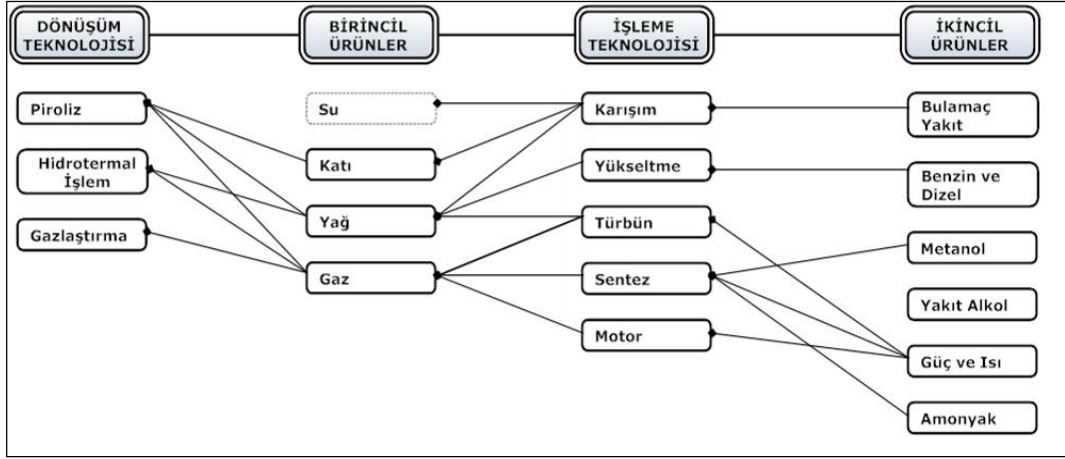 DÖNÜŞÜM
TEKNOLOJİSİ
BİRİNCİL
ÜRÜNLER
İŞLEME
TEKNOLOJİSİ
İKİNCİL
ÜRÜNLER
Piroliz
Hidrotermal
İşlem
Gazlaştırma
Su
Katı
Yağ
Gaz
Karışım
Yükseltme
Türbün
Sentez
Motor
Bulamaç
Yakıt
Benzin ve
Dizel
Metanol
Yakıt Alkol
Güç ve Isı
Amonyak